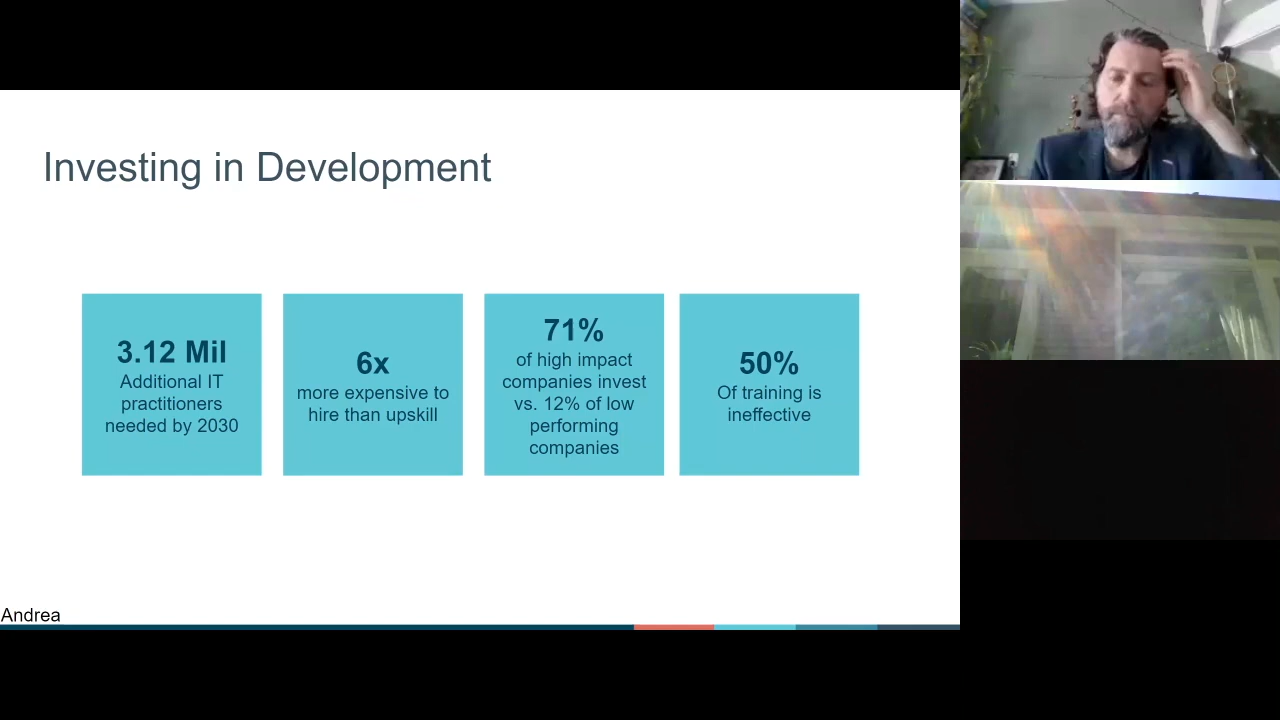 Investing in Development
3.12 Mil
Additional IT
practitioners
needed by 2030
6x
more expensive to
hire than upskill
71%
of high impact
companies invest
vs. 12% of low
performing
companies
50%
Of training is
ineffective
Andrea